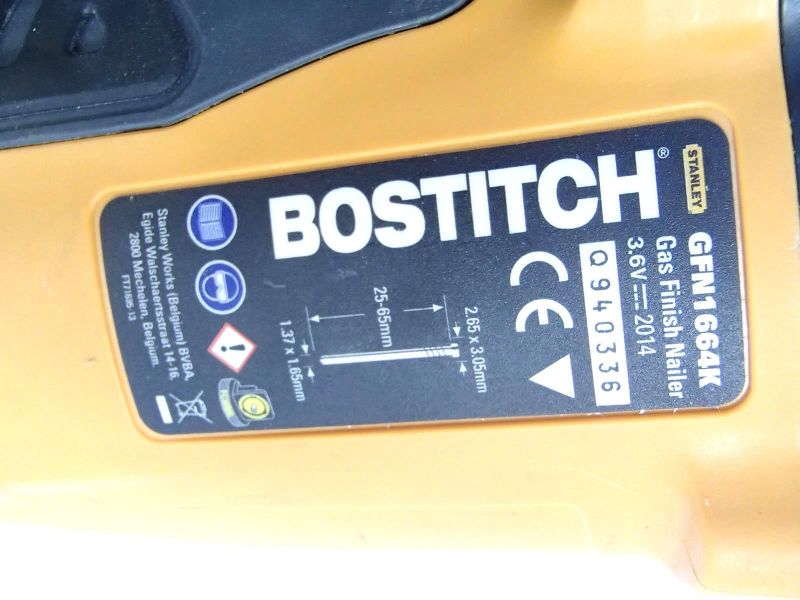 BOSTITCH®
STANLEY
GFN1664K
Gas Finish Nailer
3.6V⎓ 2014
Q940336
CE
2.65 x 3.05mm
25-65mm
1.37 x 1.65mm
Stanley Works (Belgium) BVBA,
Egide Walschaertsstraat 14-16,
2800 Mechelen, Belgium.